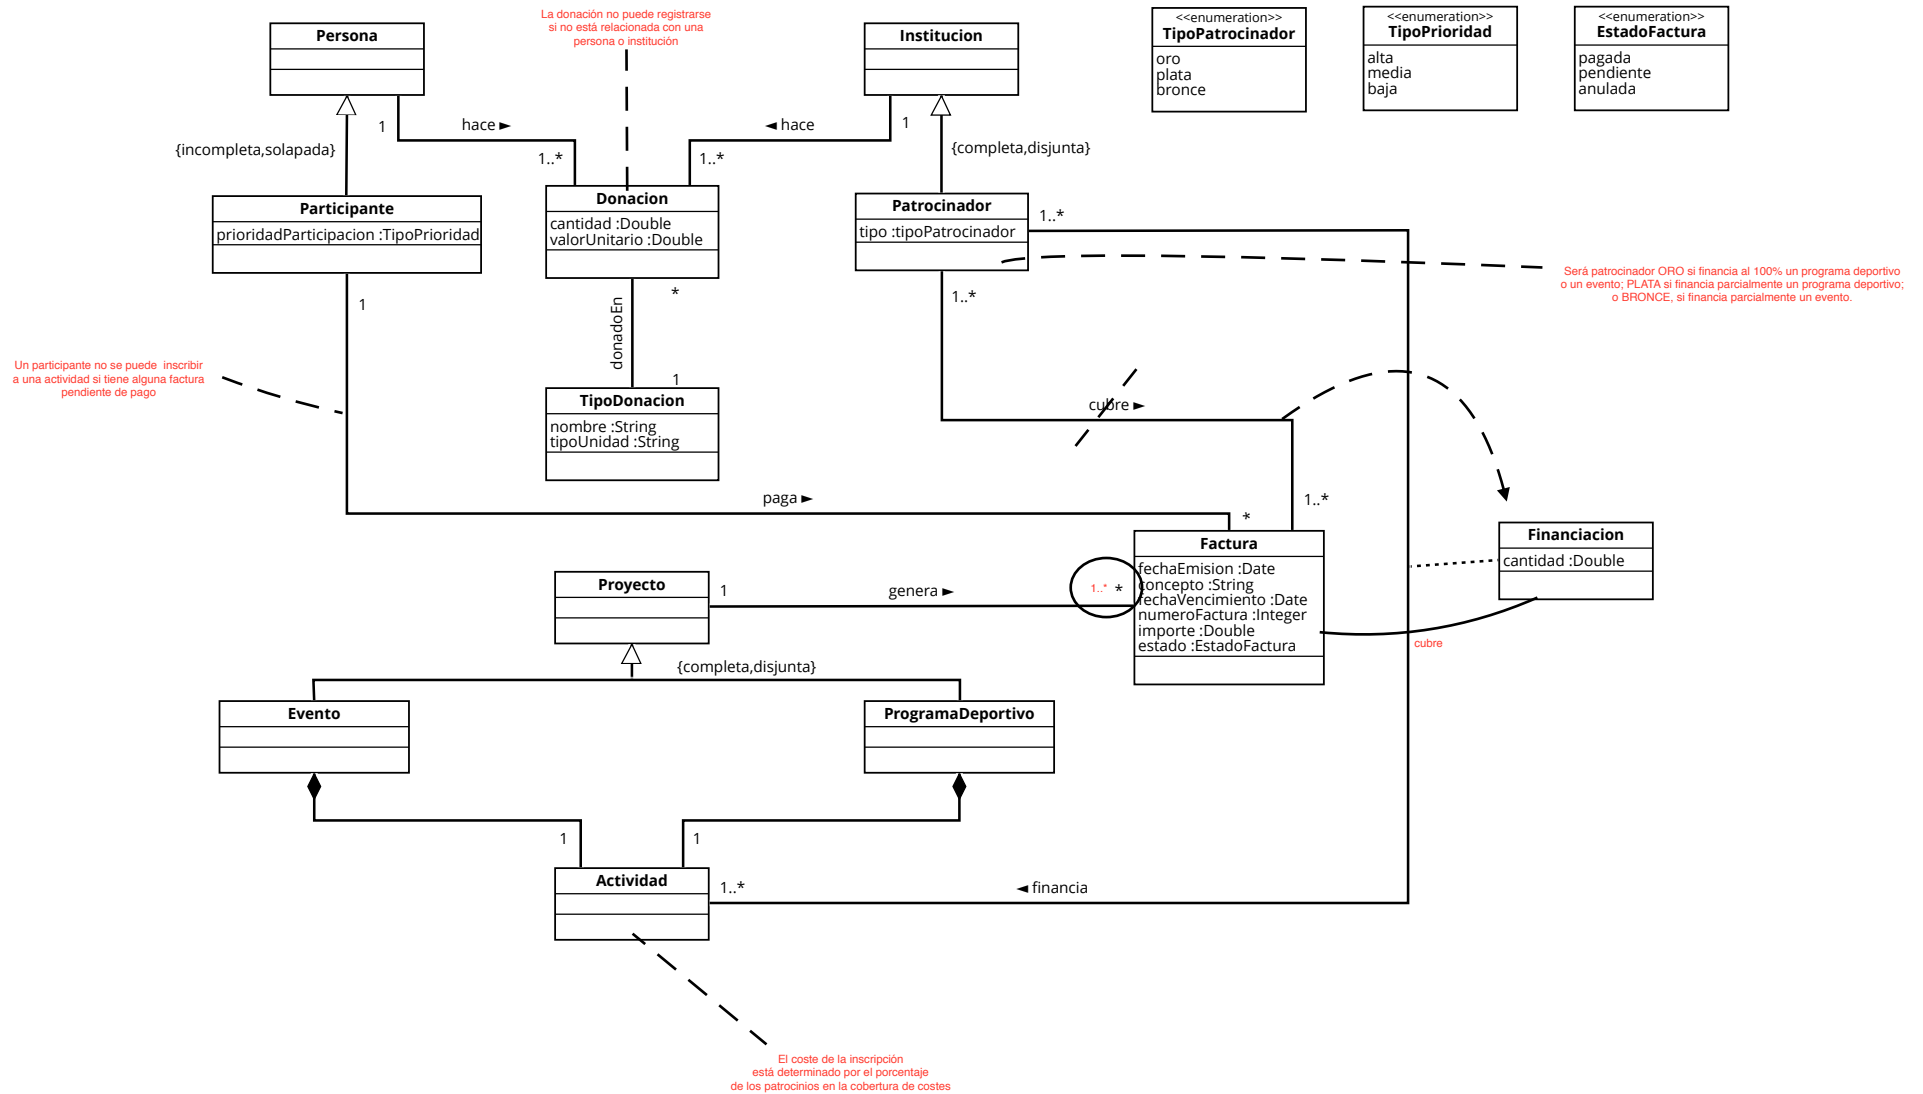 La donación no puede registrarse
si no está relacionada con una
persona o institución
Persona
Institucion
<<enumeration>>
TipoPatrocinador
oro
plata
bronce
<<enumeration>>
TipoPrioridad
alta
media
baja
<<enumeration>>
EstadoFactura
pagada
pendiente
anulada
1
hace ►
1..*
◄ hace
1
1..*
{incompleta,solapada}
{completa,disjunta}
Participante
prioridadParticipacion :TipoPrioridad
Donacion
cantidad :Double
valorUnitario :Double
Patrocinador
tipo :tipoPatrocinador
1..*
Será patrocinador ORO si financia al 100% un programa deportivo
o un evento; PLATA si financia parcialmente un programa deportivo;
o BRONCE, si financia parcialmente un evento.
1
*
donadoEn
1
1..*
Un participante no se puede inscribir
a una actividad si tiene alguna factura
pendiente de pago
TipoDonacion
nombre :String
tipoUnidad :String
cubre ►
paga ►
*
1..*
Factura
fechaEmision :Date
concepto :String
fechaVencimiento :Date
numeroFactura :Integer
importe :Double
estado :EstadoFactura
Financiacion
cantidad :Double
Proyecto
1
genera ►
1..* *
cubre
{completa,disjunta}
Evento
ProgramaDeportivo
1
1
Actividad
1..*
◄ financia
El coste de la inscripción
está determinado por el porcentaje
de los patrocinios en la cobertura de costes